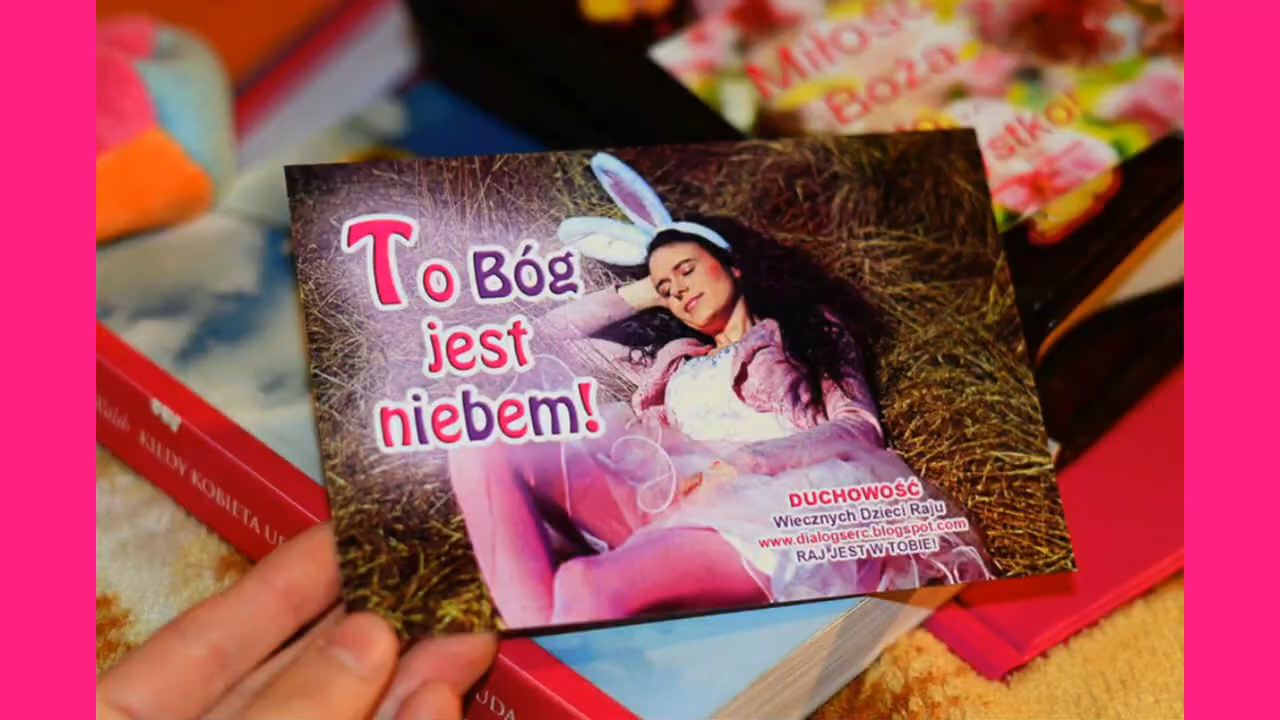 Miłość
Boża
stko!
To Bóg
jest
niebem!
DUCHOWOŚĆ
Wiecznych Dzieci Raju
www.dialogserc.blogspot.com
RAJ JEST W TOBIE!
KIEDY KOBIETA